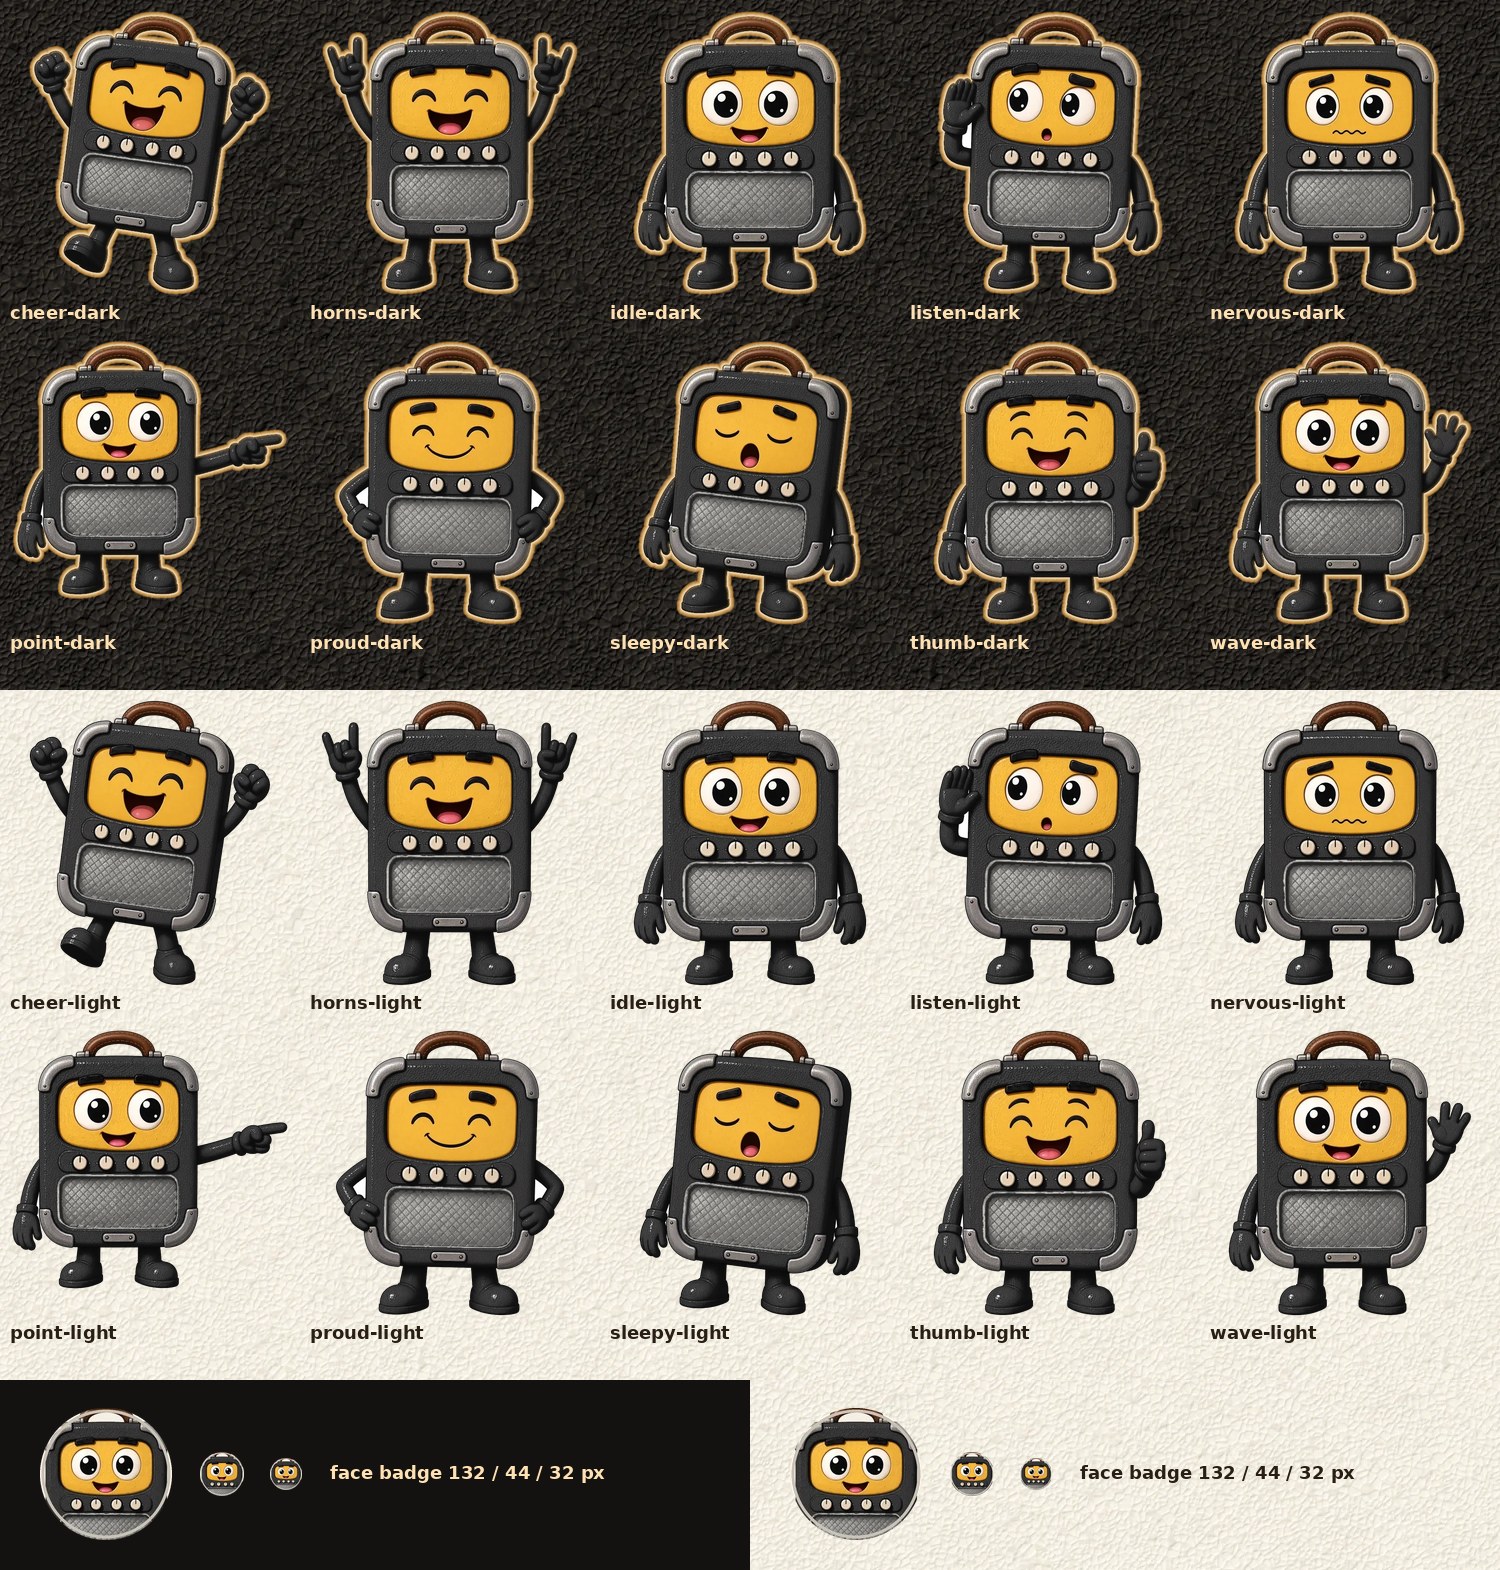 cheer-dark
horns-dark
idle-dark
listen-dark
nervous-dark
point-dark
proud-dark
sleepy-dark
thumb-dark
wave-dark
cheer-light
horns-light
idle-light
listen-light
nervous-light
point-light
proud-light
sleepy-light
thumb-light
wave-light
face badge 132 / 44 / 32 px
face badge 132 / 44 / 32 px